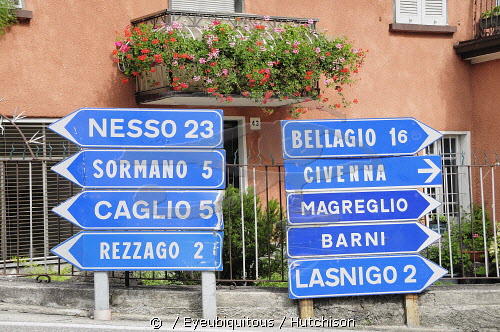 NESSO 23
SORMANO 5
CAGLIO 5
REZZAGO 2
BELLAGIO 16
CIVENNA
MAGREGLIO
BARNI
LASNIGO 2
© / Eyeubiquitous / Hutchison